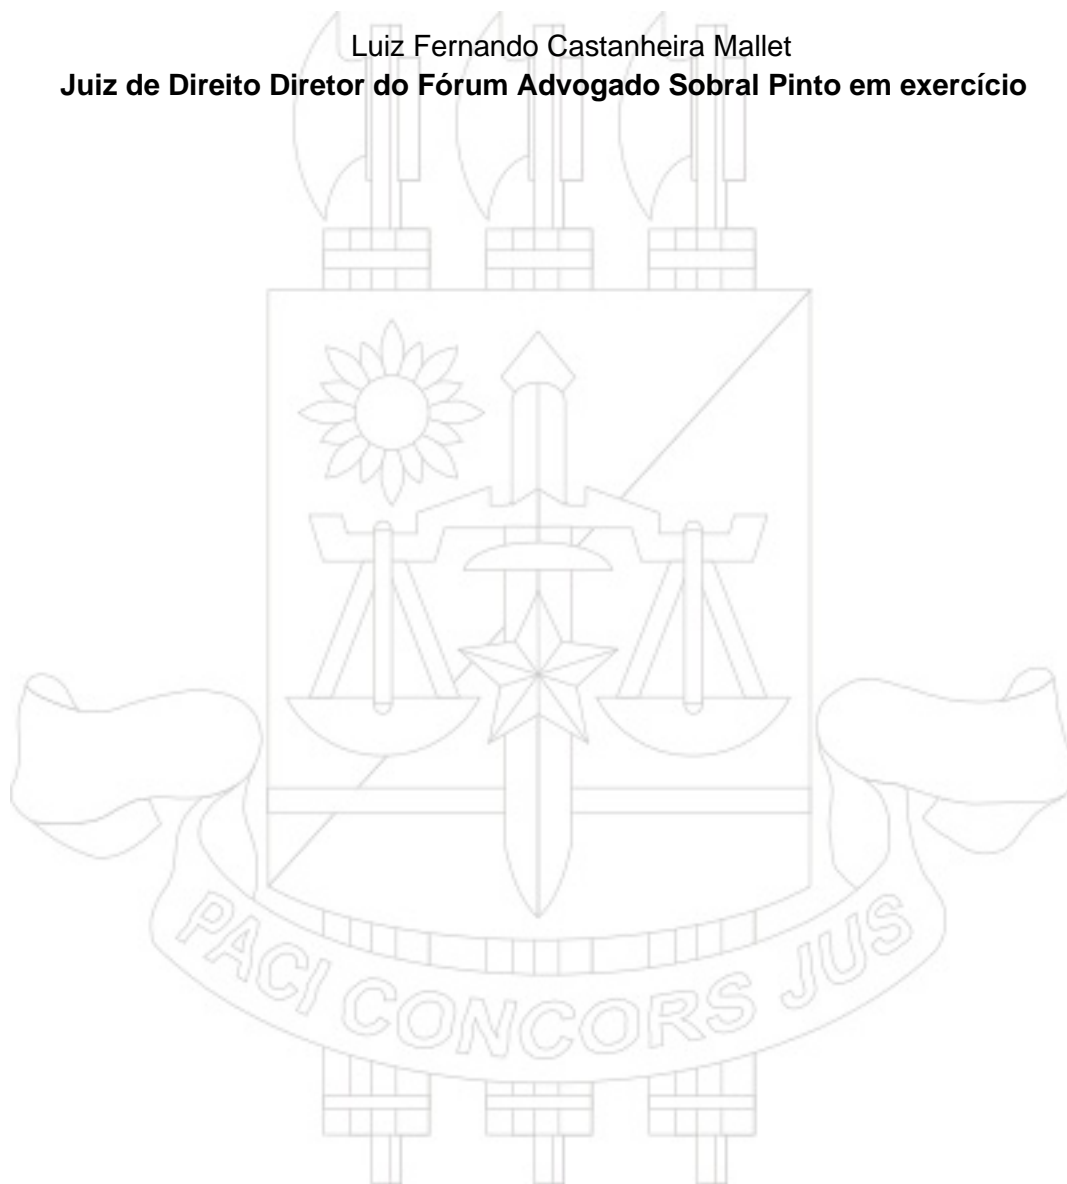 Luiz Fernando Castanheira Mallet
Juiz de Direito Diretor do Fórum Advogado Sobral Pinto em exercício
PACI CONCORS JUS